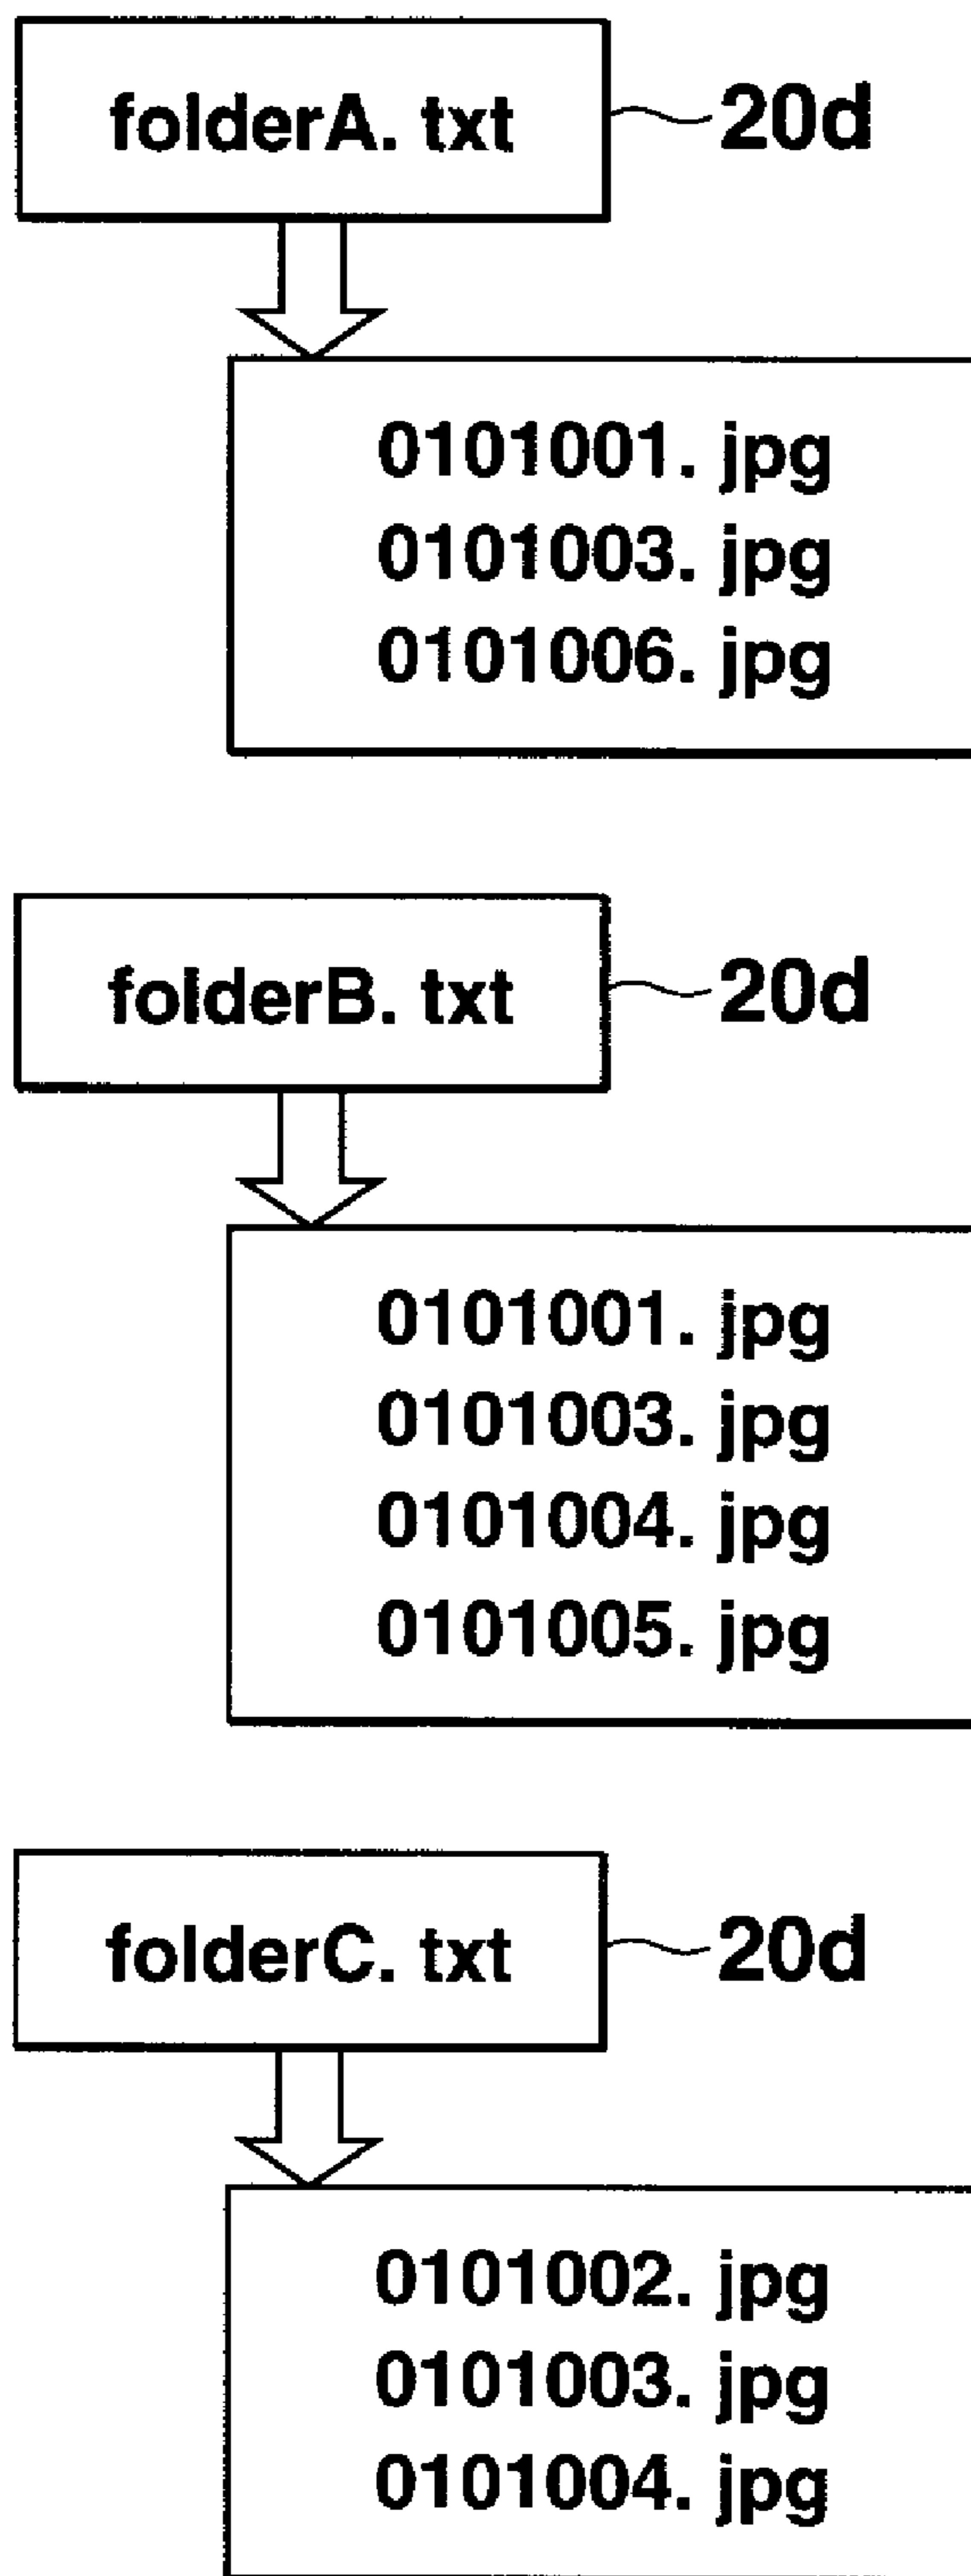 folderA. txt 20d
0101001. jpg
0101003. jpg
0101006. jpg
folderB. txt 20d
0101001. jpg
0101003. jpg
0101004. jpg
0101005. jpg
folderC. txt 20d
0101002. jpg
0101003. jpg
0101004. jpg